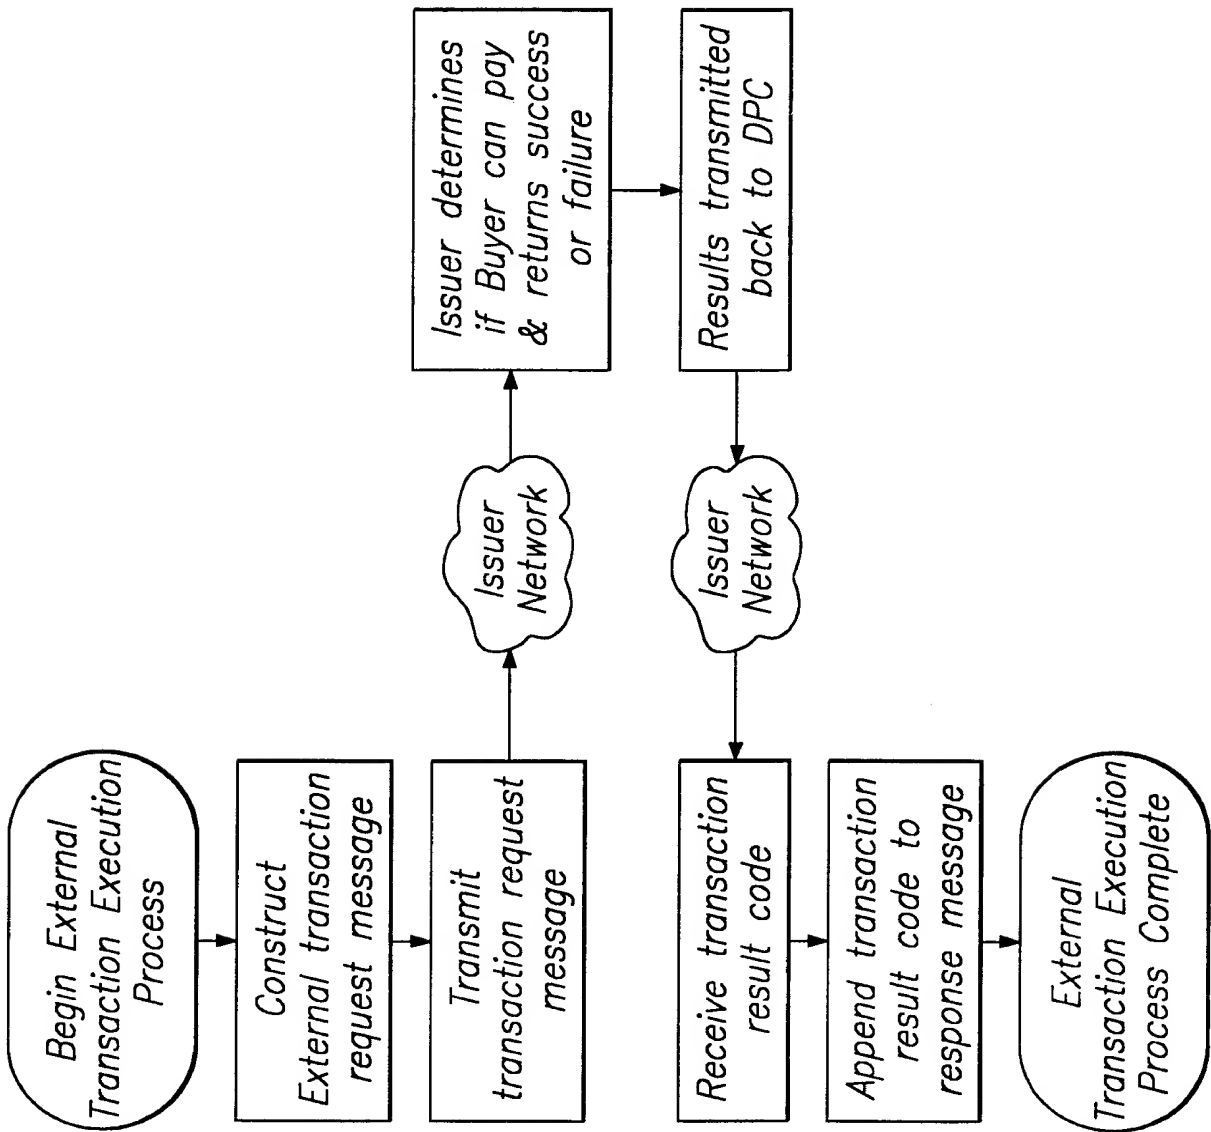 Begin External
Transaction Execution
Process
Construct
External transaction
request message
Transmit
transaction request
message
Issuer
Network
Issuer determines
if Buyer can pay
& returns success
or failure
Results transmitted
back to DPC
Issuer
Network
Receive transaction
result code
Append transaction
result code to
response message
External
Transaction Execution
Process Complete